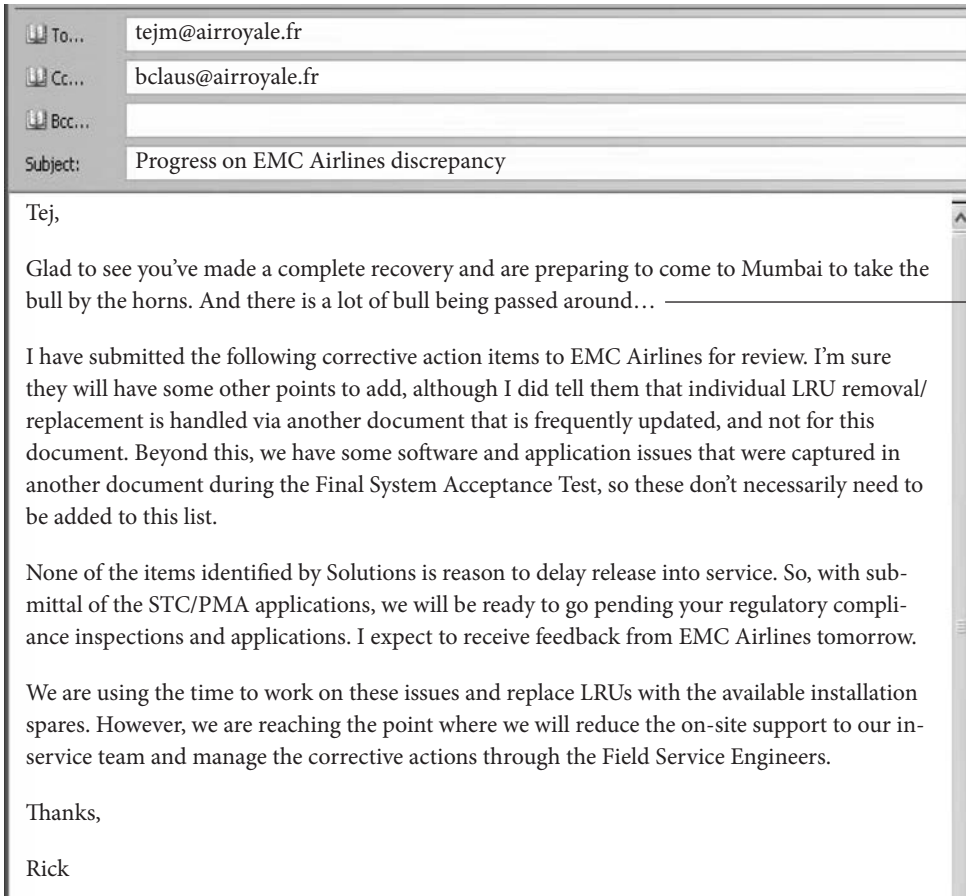 To... tejm@airroyale.fr
Cc... bclaus@airroyale.fr
Bcc...
Subject: Progress on EMC Airlines discrepancy
Tej,
Glad to see you've made a complete recovery and are preparing to come to Mumbai to take the
bull by the horns. And there is a lot of bull being passed around…
I have submitted the following corrective action items to EMC Airlines for review. I'm sure
they will have some other points to add, although I did tell them that individual LRU removal/
replacement is handled via another document that is frequently updated, and not for this
document. Beyond this, we have some software and application issues that were captured in
another document during the Final System Acceptance Test, so these don't necessarily need to
be added to this list.
None of the items identified by Solutions is reason to delay release into service. So, with sub-
mittal of the STC/PMA applications, we will be ready to go pending your regulatory compli-
ance inspections and applications. I expect to receive feedback from EMC Airlines tomorrow.
We are using the time to work on these issues and replace LRUs with the available installation
spares. However, we are reaching the point where we will reduce the on-site support to our in-
service team and manage the corrective actions through the Field Service Engineers.
Thanks,
Rick